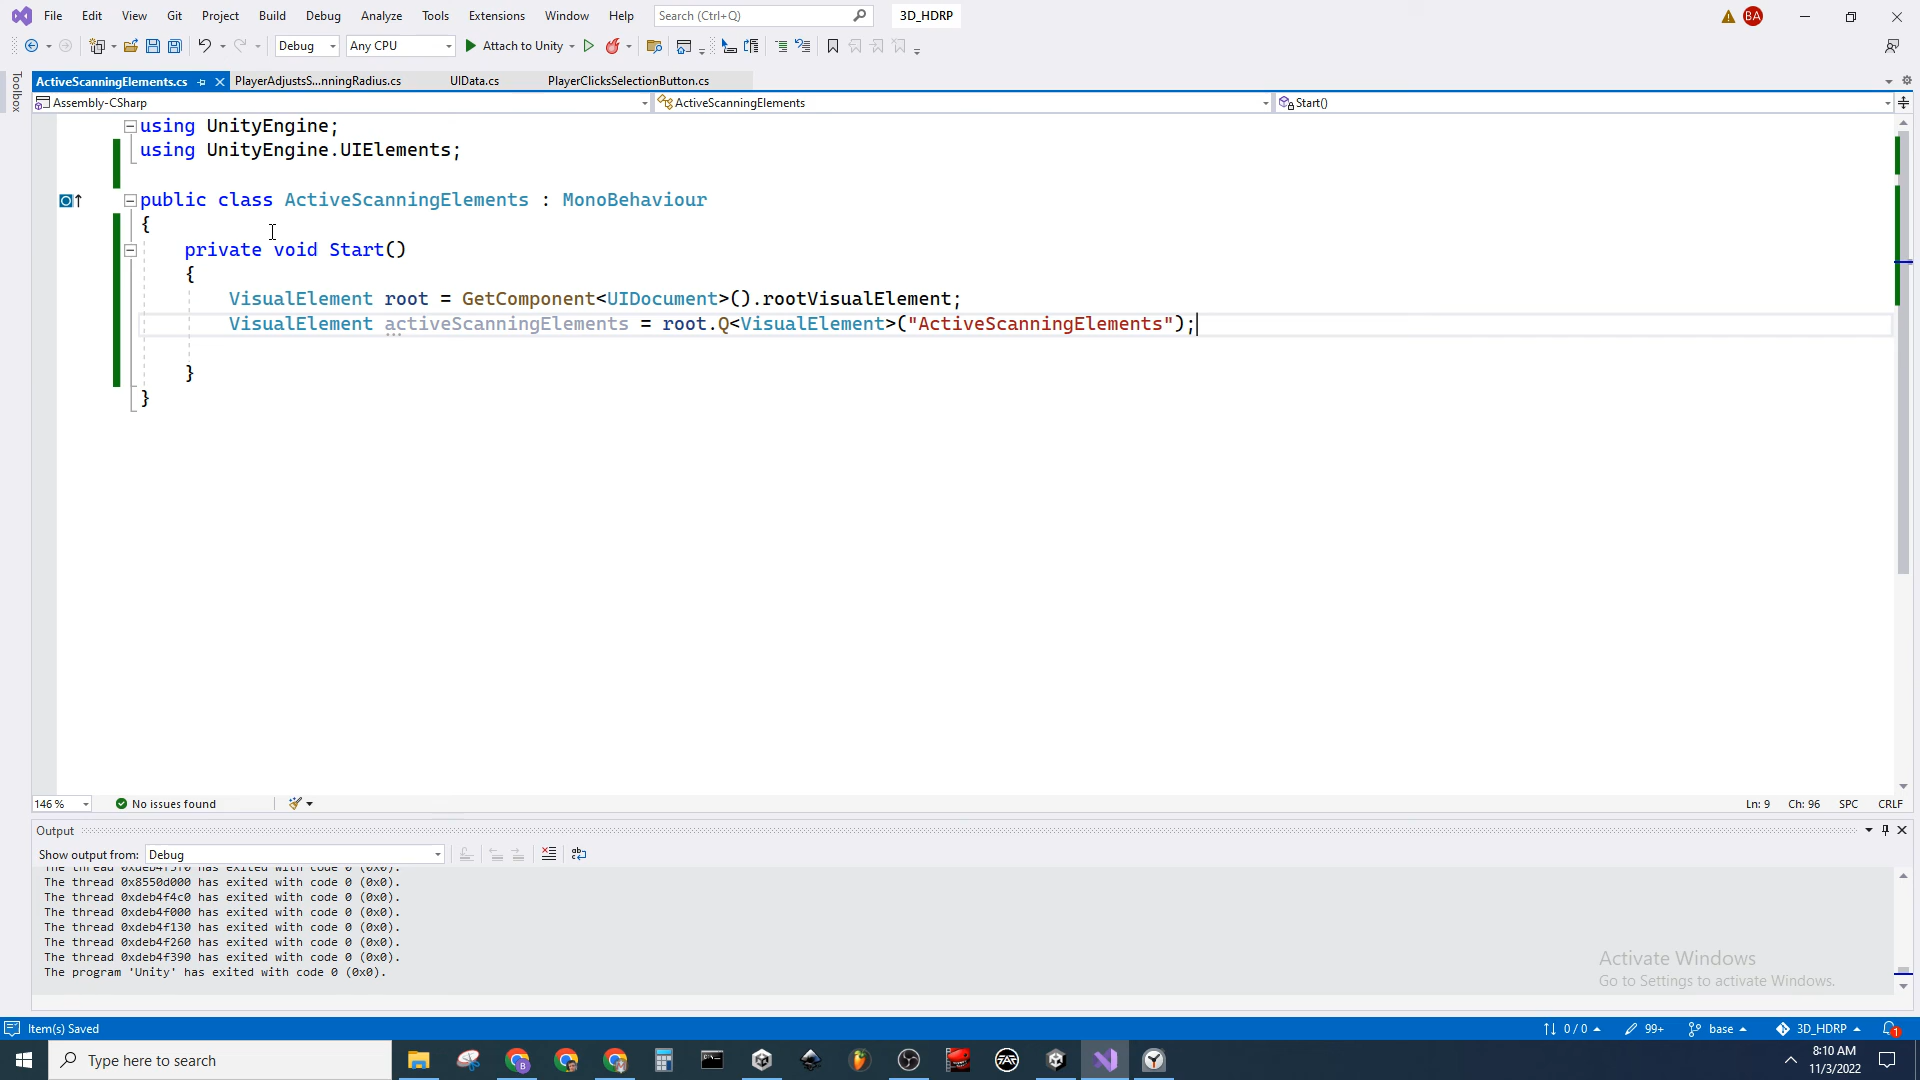 File Edit View Git Project Build Debug Analyze Tools Extensions Window Help Search (Ctrl+Q) 3D_HDRP BA
Debug Any CPU Attach to Unity
Toolbox
ActiveScanningElements.cs PlayerAdjustsS...nningRadius.cs UIData.cs PlayerClicksSelectionButton.cs
Assembly-CSharp ActiveScanningElements Start()
using UnityEngine;
using UnityEngine.UIElements;
public class ActiveScanningElements : MonoBehaviour
{
private void Start()
{
VisualElement root = GetComponent<UIDocument>().rootVisualElement;
VisualElement activeScanningElements = root.Q<VisualElement>("ActiveScanningElements");
}
}
146 % No issues found Ln: 9 Ch: 96 SPC CRLF
Output
Show output from: Debug
The thread 0x8550d000 has exited with code 0 (0x0).
The thread 0xdeb4f4c0 has exited with code 0 (0x0).
The thread 0xdeb4f000 has exited with code 0 (0x0).
The thread 0xdeb4f130 has exited with code 0 (0x0).
The thread 0xdeb4f260 has exited with code 0 (0x0).
The thread 0xdeb4f390 has exited with code 0 (0x0).
The program 'Unity' has exited with code 0 (0x0).
Activate Windows
Go to Settings to activate Windows.
Item(s) Saved 0 / 0 99+ base 3D_HDRP 1
Type here to search
8:10 AM
11/3/2022